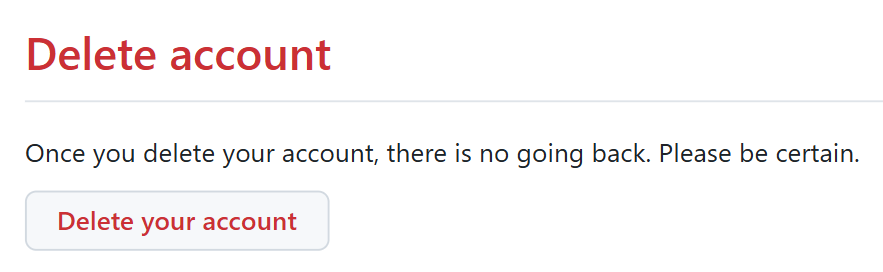 Delete account
Once you delete your account, there is no going back. Please be certain.
Delete your account